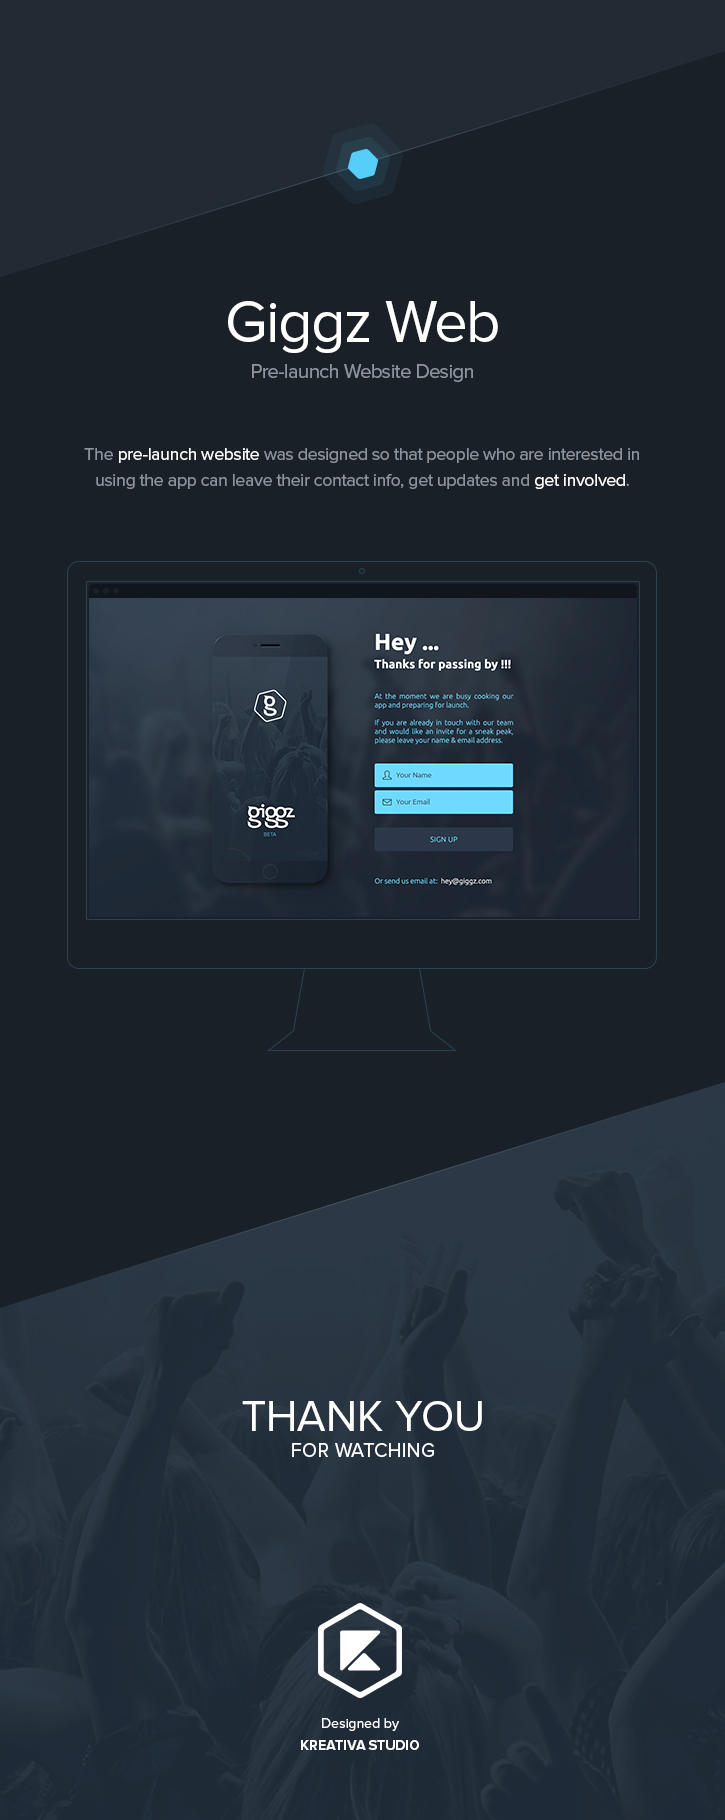 Giggz Web
Pre-launch Website Design
The pre-launch website was designed so that people who are interested in
using the app can leave their contact info, get updates and get involved.
g
giggz
BETA
Hey ...
Thanks for passing by !!!
At the moment we are busy cooking our
app and preparing for launch.
If you are already in touch with our team
and would like an invite for a sneak peak,
please leave your name & email address.
Your Name
Your Email
SIGN UP
Or send us email at: hey@giggz.com
THANK YOU
FOR WATCHING
K
Designed by
KREATIVA STUDIO